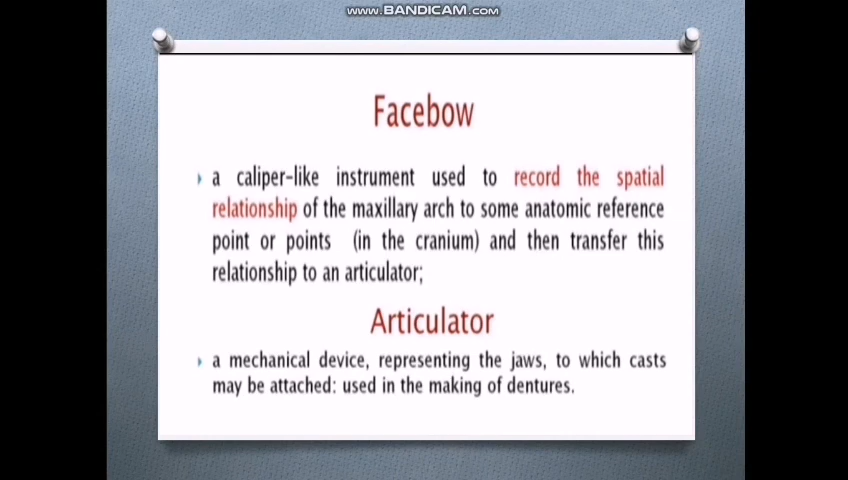 www.BANDICAM.com
Facebow
a caliper-like instrument used to record the spatial
relationship of the maxillary arch to some anatomic reference
point or points (in the cranium) and then transfer this
relationship to an articulator;
Articulator
a mechanical device, representing the jaws, to which casts
may be attached: used in the making of dentures.